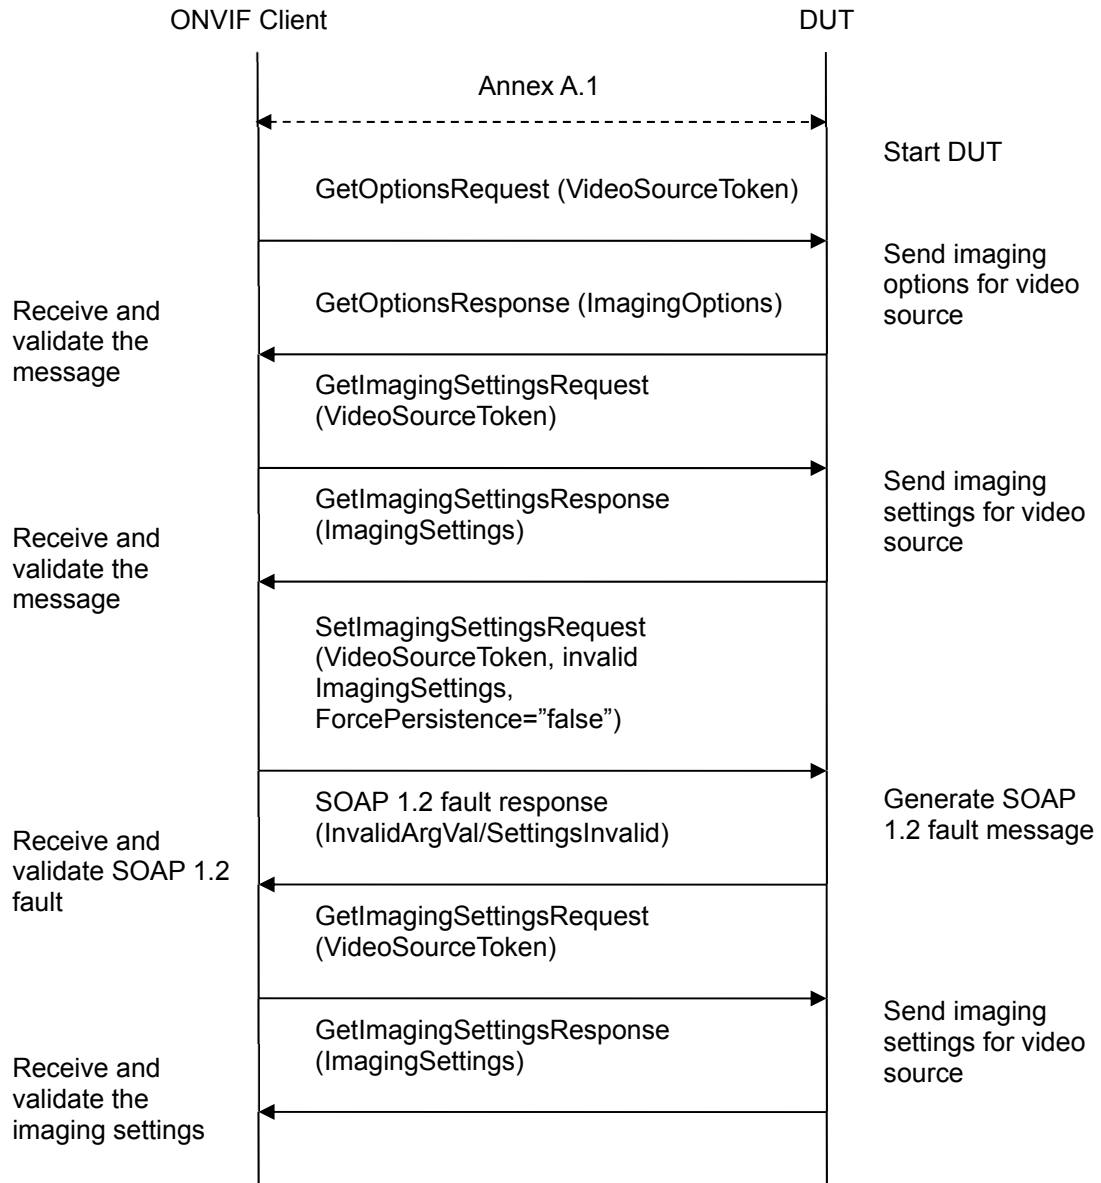 ONVIF Client
DUT
Annex A.1
Start DUT
GetOptionsRequest (VideoSourceToken)
Send imaging
options for video
source
GetOptionsResponse (ImagingOptions)
Receive and
validate the
message
GetImagingSettingsRequest
(VideoSourceToken)
Send imaging
settings for video
source
GetImagingSettingsResponse
(ImagingSettings)
Receive and
validate the
message
SetImagingSettingsRequest
(VideoSourceToken, invalid
ImagingSettings,
ForcePersistence=”false”)
Generate SOAP
1.2 fault message
SOAP 1.2 fault response
(InvalidArgVal/SettingsInvalid)
Receive and
validate SOAP 1.2
fault
GetImagingSettingsRequest
(VideoSourceToken)
Send imaging
settings for video
source
GetImagingSettingsResponse
(ImagingSettings)
Receive and
validate the
imaging settings